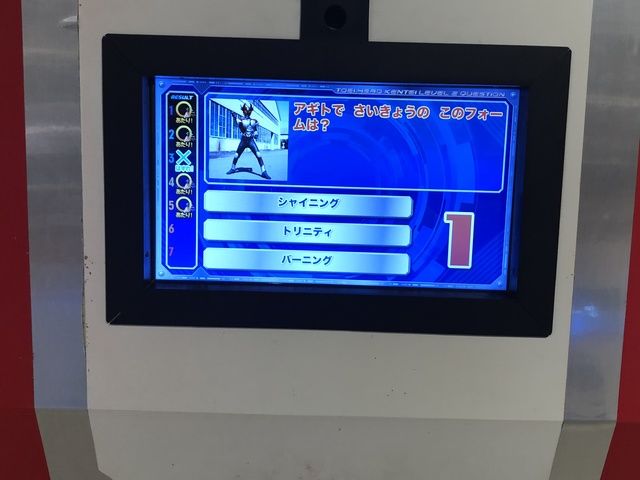 TOEI HERO KENTEI LEVEL 2 QUESTION
RESULT
1 あたり!
2 あたり!
3 はずれ!
4 あたり!
5 あたり!
6
7
アギトで さいきょうの このフォー
ムは?
シャイニング
トリニティ
バーニング
1